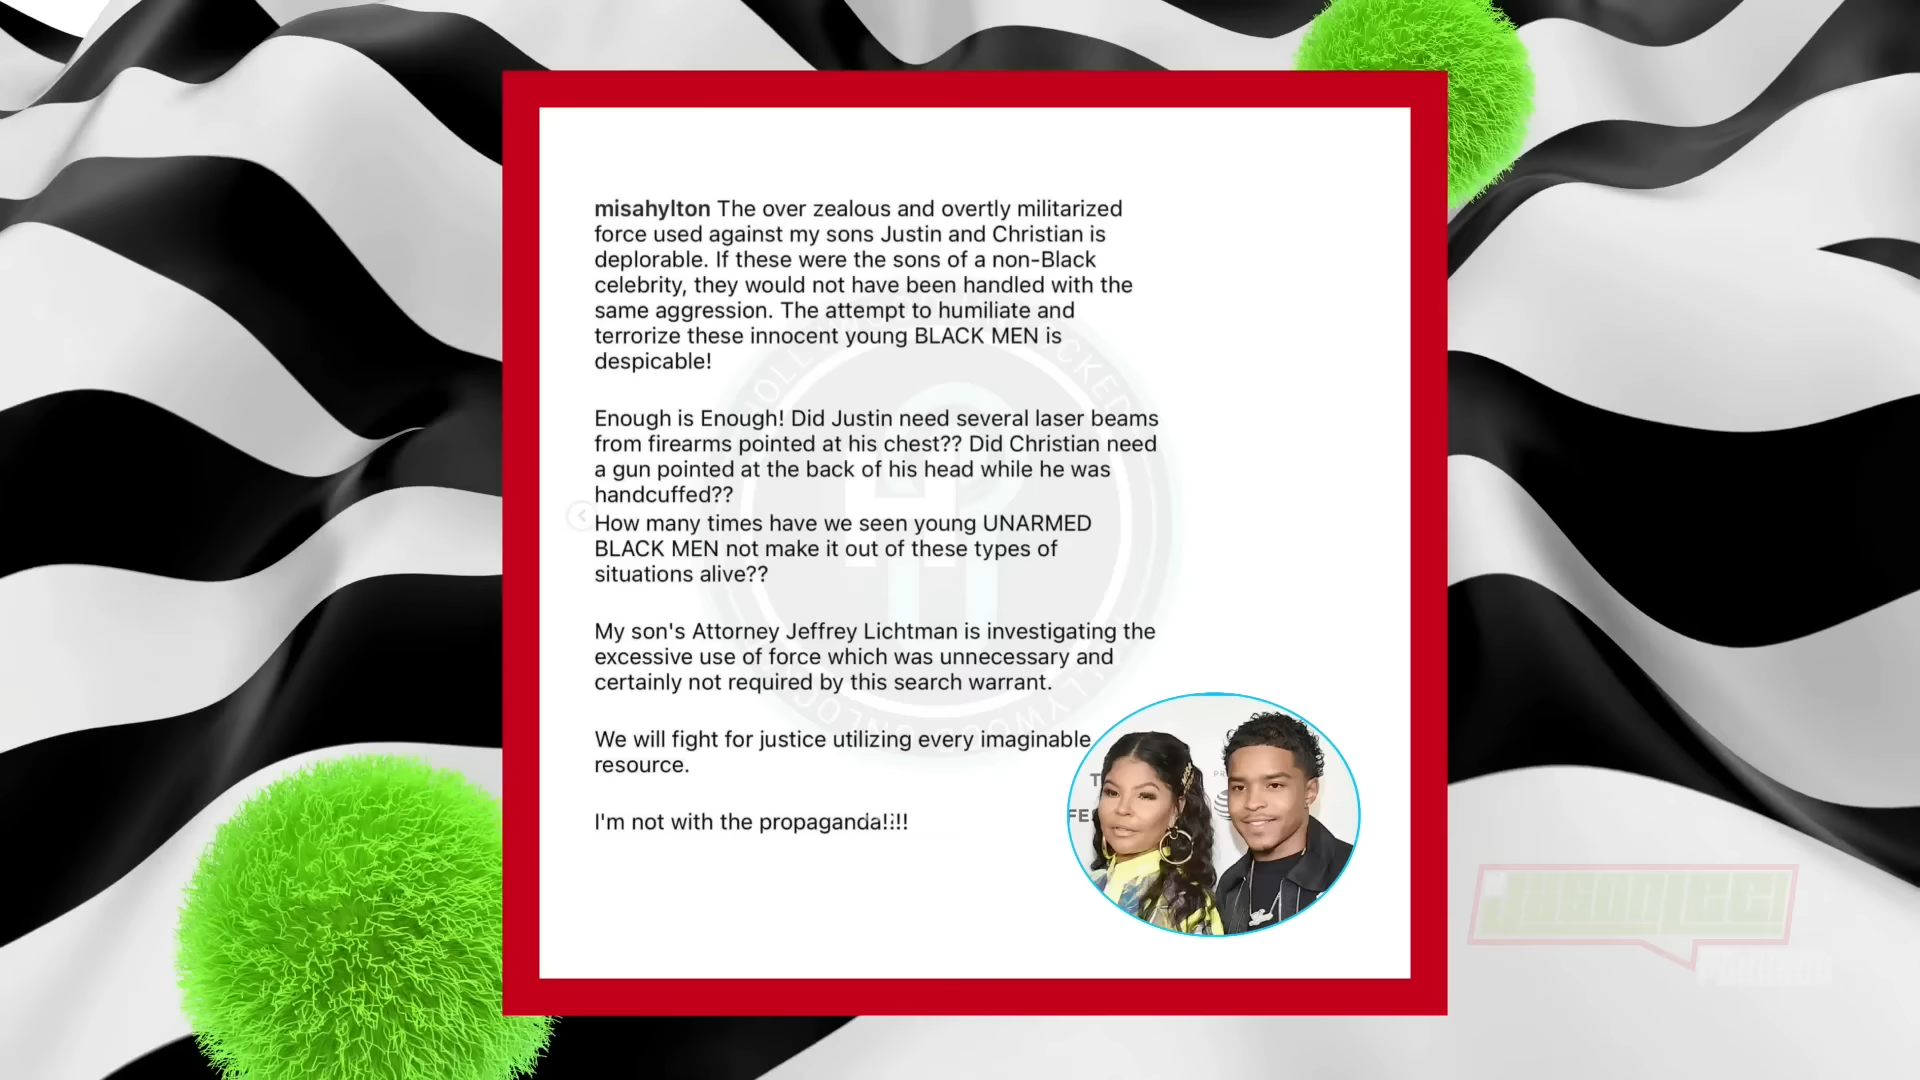 misahylton The over zealous and overtly militarized
force used against my sons Justin and Christian is
deplorable. If these were the sons of a non-Black
celebrity, they would not have been handled with the
same aggression. The attempt to humiliate and
terrorize these innocent young BLACK MEN is
despicable!
Enough is Enough! Did Justin need several laser beams
from firearms pointed at his chest?? Did Christian need
a gun pointed at the back of his head while he was
handcuffed??
How many times have we seen young UNARMED
BLACK MEN not make it out of these types of
situations alive??
My son's Attorney Jeffrey Lichtman is investigating the
excessive use of force which was unnecessary and
certainly not required by this search warrant.
We will fight for justice utilizing every imaginable
resource.
I'm not with the propaganda!!!!